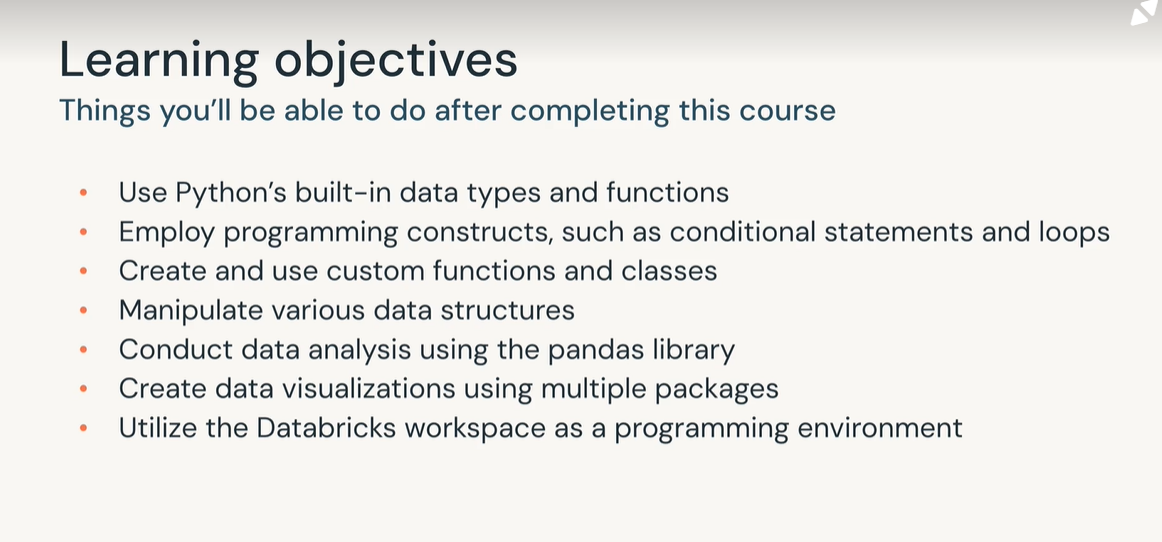 Learning objectives
Things you’ll be able to do after completing this course
• Use Python’s built-in data types and functions
• Employ programming constructs, such as conditional statements and loops
• Create and use custom functions and classes
• Manipulate various data structures
• Conduct data analysis using the pandas library
• Create data visualizations using multiple packages
• Utilize the Databricks workspace as a programming environment